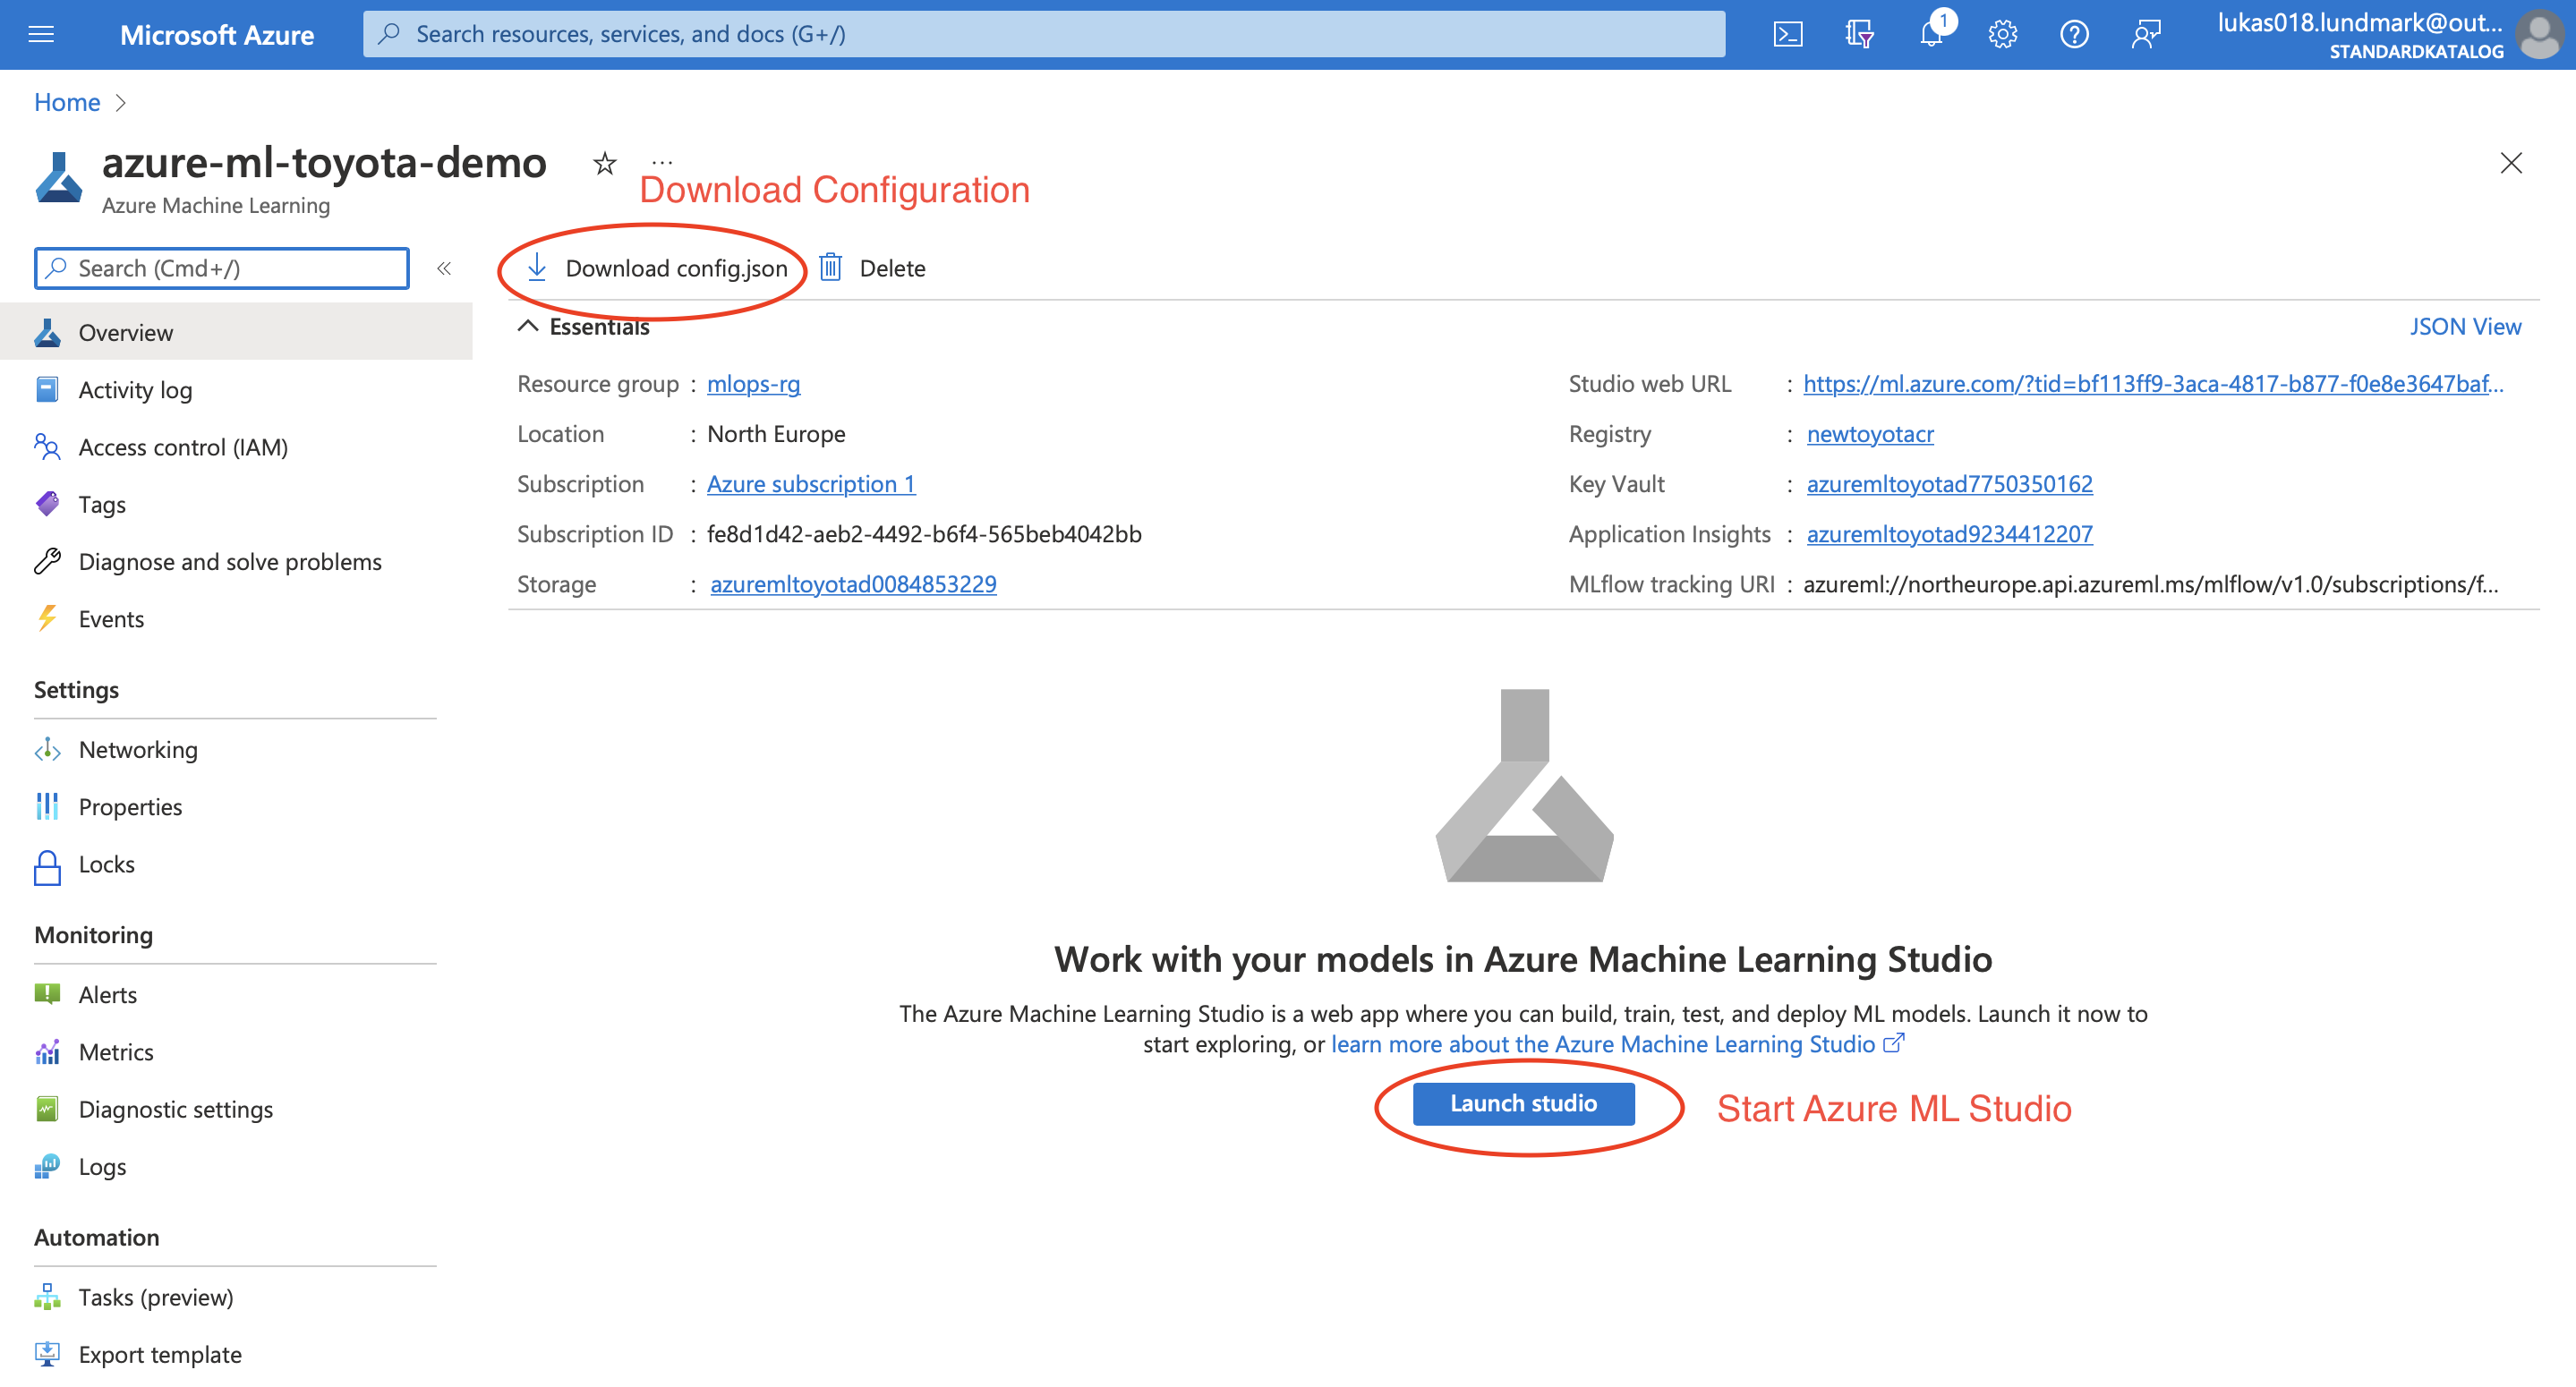 Microsoft Azure
Search resources, services, and docs (G+/)
1
lukas018.lundmark@out...
STANDARDKATALOG
Home
azure-ml-toyota-demo
...
Azure Machine Learning
Download Configuration
Search (Cmd+/)
«
Download config.json
Delete
Overview
Activity log
Access control (IAM)
Tags
Diagnose and solve problems
Events
Settings
Networking
Properties
Locks
Monitoring
Alerts
Metrics
Diagnostic settings
Logs
Automation
Tasks (preview)
Export template
Essentials
JSON View
Resource group : mlops-rg
Location : North Europe
Subscription : Azure subscription 1
Subscription ID : fe8d1d42-aeb2-4492-b6f4-565beb4042bb
Storage : azuremltoyotad0084853229
Studio web URL : https://ml.azure.com/?tid=bf113ff9-3aca-4817-b877-f0e8e3647baf...
Registry : newtoyotacr
Key Vault : azuremltoyotad7750350162
Application Insights : azuremltoyotad9234412207
MLflow tracking URI : azureml://northeurope.api.azureml.ms/mlflow/v1.0/subscriptions/f...
Work with your models in Azure Machine Learning Studio
The Azure Machine Learning Studio is a web app where you can build, train, test, and deploy ML models. Launch it now to
start exploring, or learn more about the Azure Machine Learning Studio
Launch studio
Start Azure ML Studio